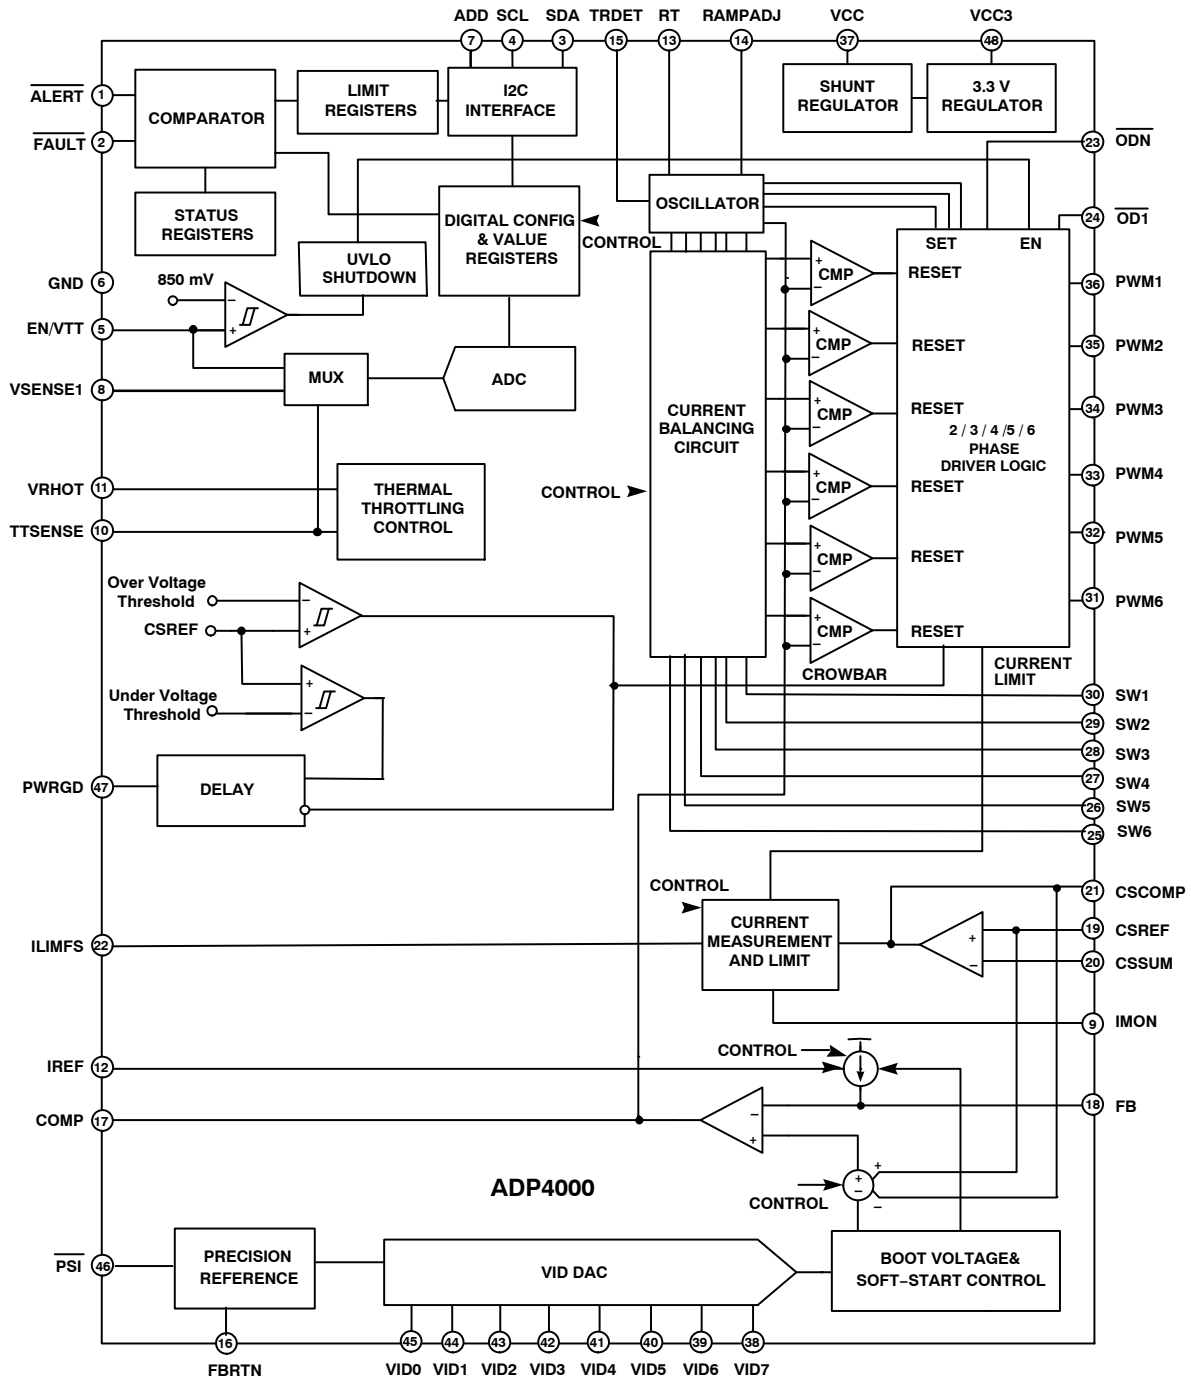 ADD SCL SDA TRDET RT RAMPADJ VCC VCC3
7 4 3 15 13 14 37 48
ALERT 1
FAULT 2
COMPARATOR
LIMIT
REGISTERS
I2C
INTERFACE
SHUNT
REGULATOR
3.3 V
REGULATOR
23 ODN
24 OD1
STATUS
REGISTERS
DIGITAL CONFIG
& VALUE
REGISTERS
CONTROL
OSCILLATOR
SET EN
UVLO
SHUTDOWN
GND 6
850 mV
−
+
EN/VTT 5
VSENSE1 8
MUX
ADC
+
−
CMP
RESET
36 PWM1
+
−
CMP
RESET
35 PWM2
+
−
CMP
RESET
34 PWM3
CURRENT
BALANCING
CIRCUIT
2 / 3 / 4 /5 / 6
PHASE
DRIVER LOGIC
+
−
CMP
RESET
33 PWM4
CONTROL
+
−
CMP
RESET
32 PWM5
+
−
CMP
RESET
31 PWM6
VRHOT 11
TTSENSE 10
THERMAL
THROTTLING
CONTROL
Over Voltage
Threshold
−
+
CSREF
Under Voltage
Threshold
+
−
CROWBAR
CURRENT
LIMIT
30 SW1
29 SW2
28 SW3
27 SW4
26 SW5
25 SW6
PWRGD 47
DELAY
CONTROL
CURRENT
MEASUREMENT
AND LIMIT
21 CSCOMP
+
19 CSREF
−
20 CSSUM
ILIMFS 22
9 IMON
IREF 12
CONTROL
COMP 17
−
+
18 FB
CONTROL
+
−
+
−
ADP4000
PSI 46
PRECISION
REFERENCE
VID DAC
BOOT VOLTAGE&
SOFT−START CONTROL
16 45 44 43 42 41 40 39 38
FBRTN VID0 VID1 VID2 VID3 VID4 VID5 VID6 VID7